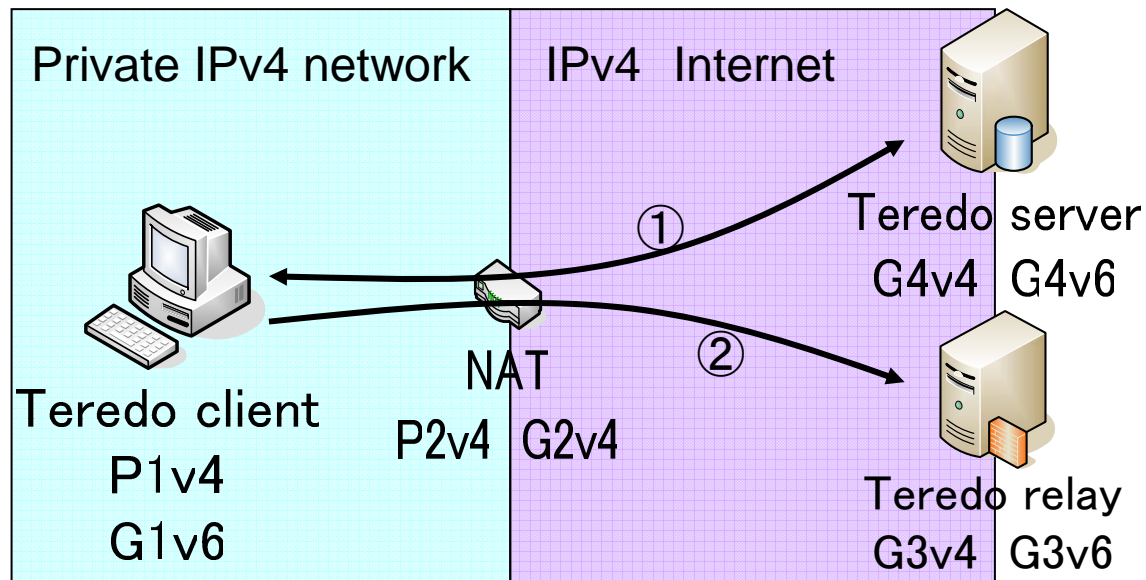 Private IPv4 network
IPv4 Internet
①
Teredo server
G4v4 G4v6
②
NAT
P2v4 G2v4
Teredo client
P1v4
G1v6
Teredo relay
G3v4 G3v6